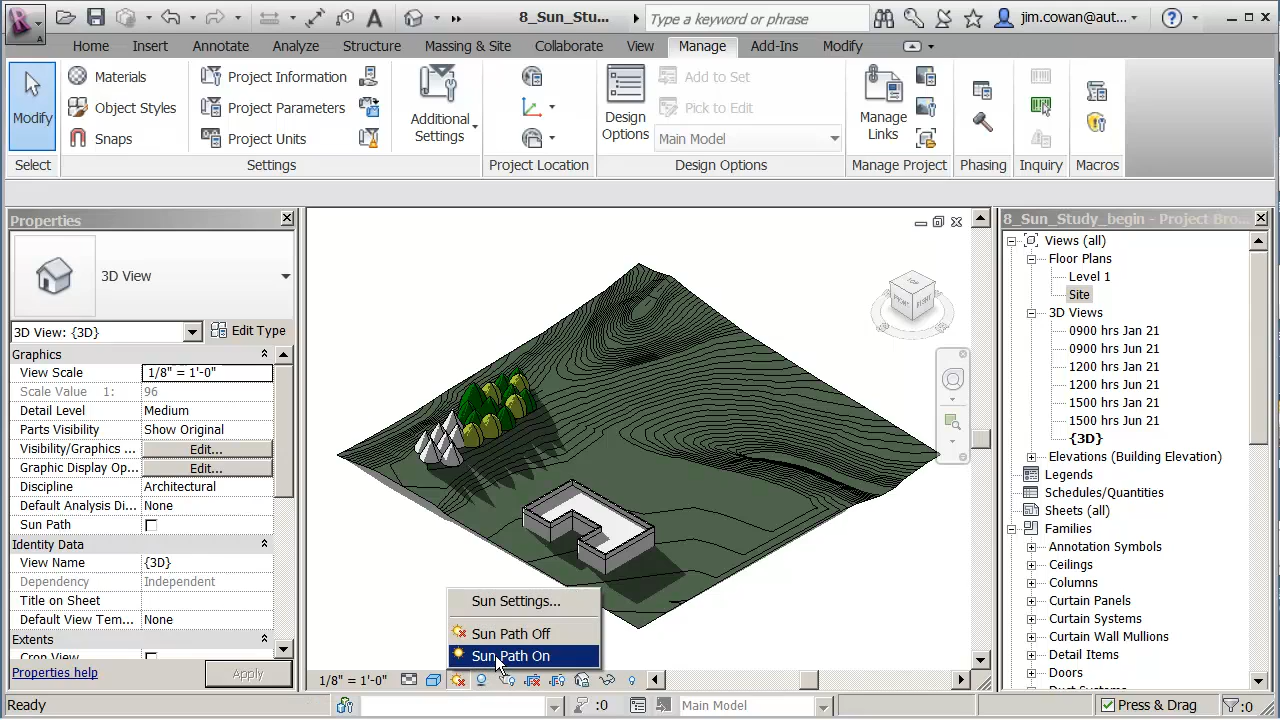 8_Sun_Stu...
Type a keyword or phrase
jim.cowan@aut...
Home
Insert
Annotate
Analyze
Structure
Massing & Site
Collaborate
View
Manage
Add-Ins
Modify
Modify
Select
Materials
Object Styles
Snaps
Project Information
Project Parameters
Project Units
Additional
Settings
Settings
Project Location
Design
Options
Add to Set
Pick to Edit
Main Model
Design Options
Manage
Links
Manage Project
Phasing
Inquiry
Macros
Properties
3D View
3D View: {3D}
Edit Type
Graphics
View Scale
1/8" = 1'-0"
Scale Value 1:
96
Detail Level
Medium
Parts Visibility
Show Original
Visibility/Graphics ...
Edit...
Graphic Display Op...
Edit...
Discipline
Architectural
Default Analysis Di...
None
Sun Path
Identity Data
View Name
{3D}
Dependency
Independent
Title on Sheet
Default View Tem...
None
Extents
Crop View
Properties help
Apply
TOP
FRONT
RIGHT
Sun Settings...
Sun Path Off
Sun Path On
1/8" = 1'-0"
8_Sun_Study_begin - Project Bro...
Views (all)
Floor Plans
Level 1
Site
3D Views
0900 hrs Jan 21
0900 hrs Jun 21
1200 hrs Jan 21
1200 hrs Jun 21
1500 hrs Jan 21
1500 hrs Jun 21
{3D}
Elevations (Building Elevation)
Legends
Schedules/Quantities
Sheets (all)
Families
Annotation Symbols
Ceilings
Columns
Curtain Panels
Curtain Systems
Curtain Wall Mullions
Detail Items
Doors
Ready
:0
Main Model
Press & Drag
:0